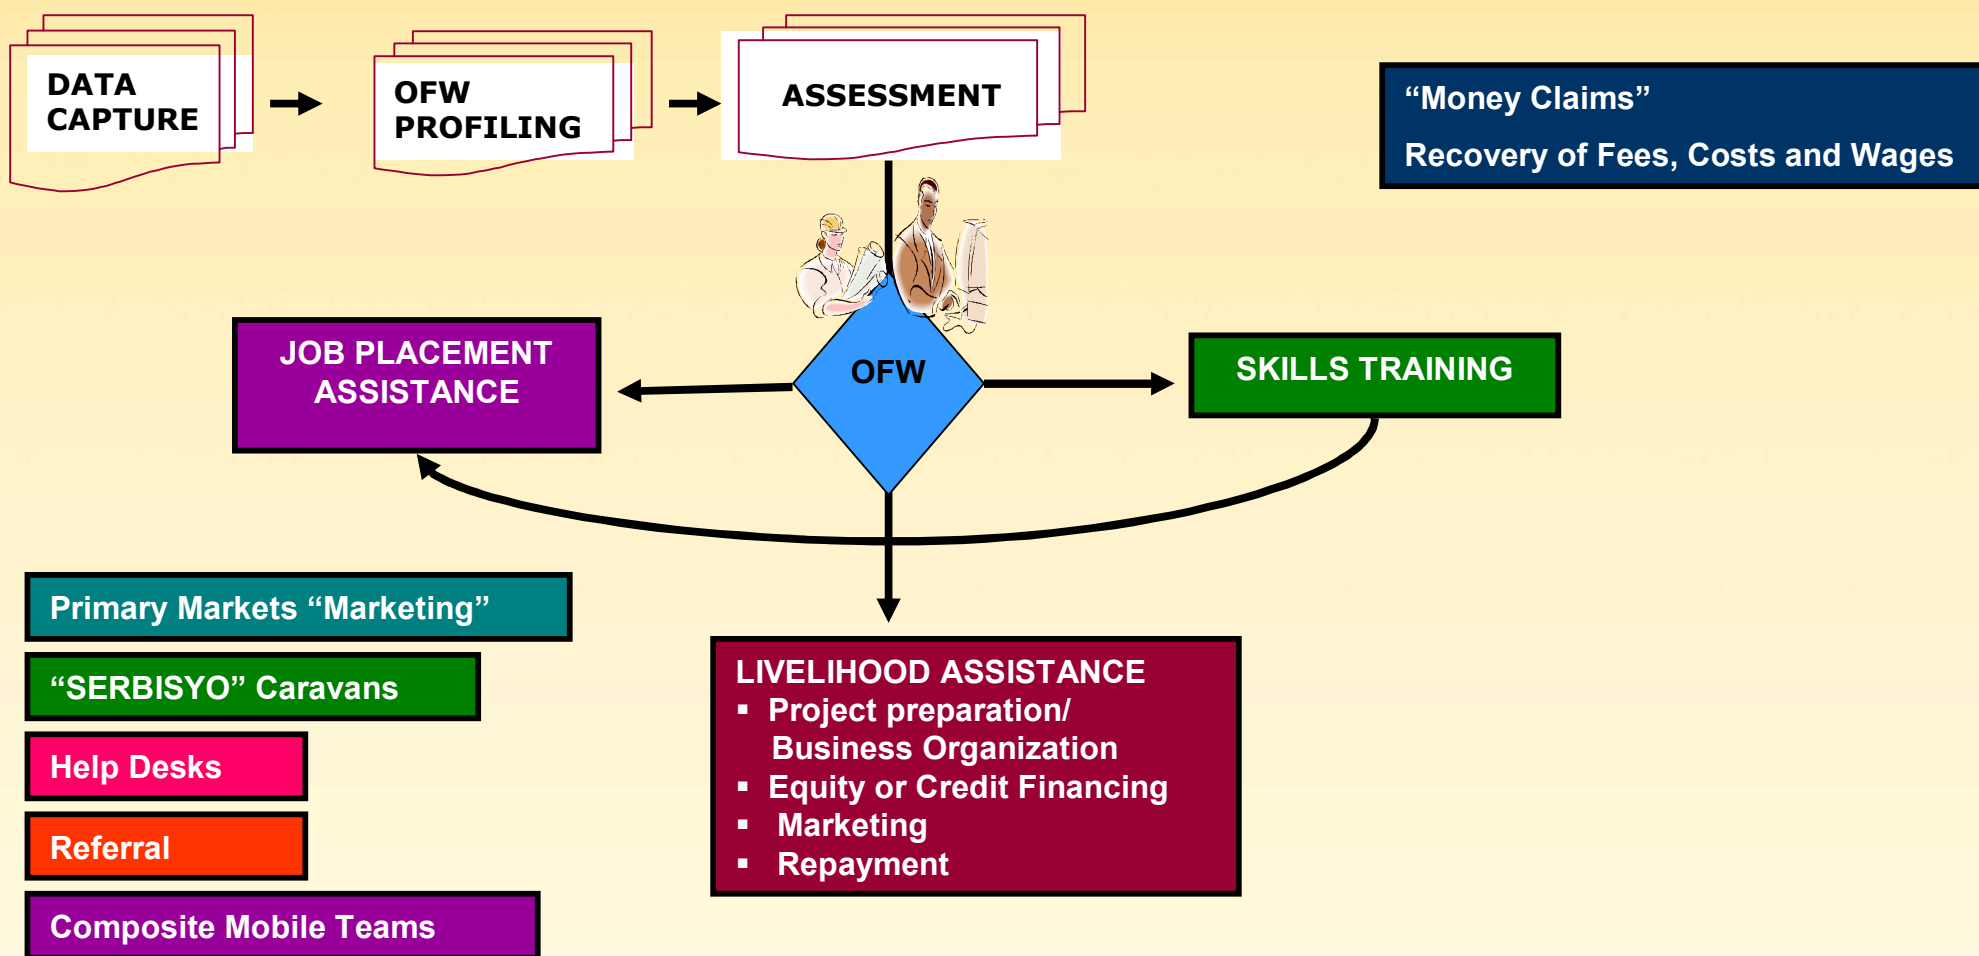 DATA
CAPTURE
OFW
PROFILING
ASSESSMENT
“Money Claims”
Recovery of Fees, Costs and Wages
JOB PLACEMENT
ASSISTANCE
OFW
SKILLS TRAINING
Primary Markets “Marketing”
“SERBISYO” Caravans
Help Desks
Referral
Composite Mobile Teams
LIVELIHOOD ASSISTANCE
▪ Project preparation/
Business Organization
▪ Equity or Credit Financing
▪ Marketing
▪ Repayment